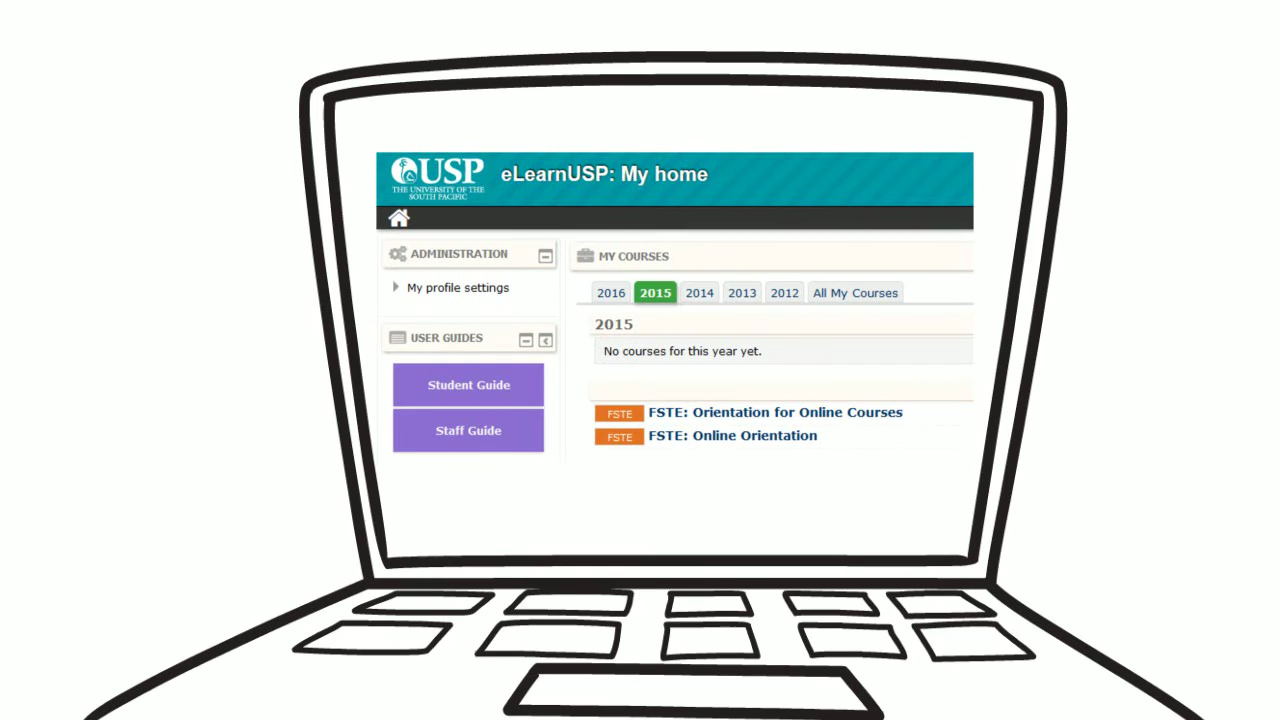 USP
THE UNIVERSITY OF THE
SOUTH PACIFIC
eLearnUSP: My home
ADMINISTRATION
My profile settings
USER GUIDES
Student Guide
Staff Guide
MY COURSES
2016 2015 2014 2013 2012 All My Courses
2015
No courses for this year yet.
FSTE FSTE: Orientation for Online Courses
FSTE FSTE: Online Orientation